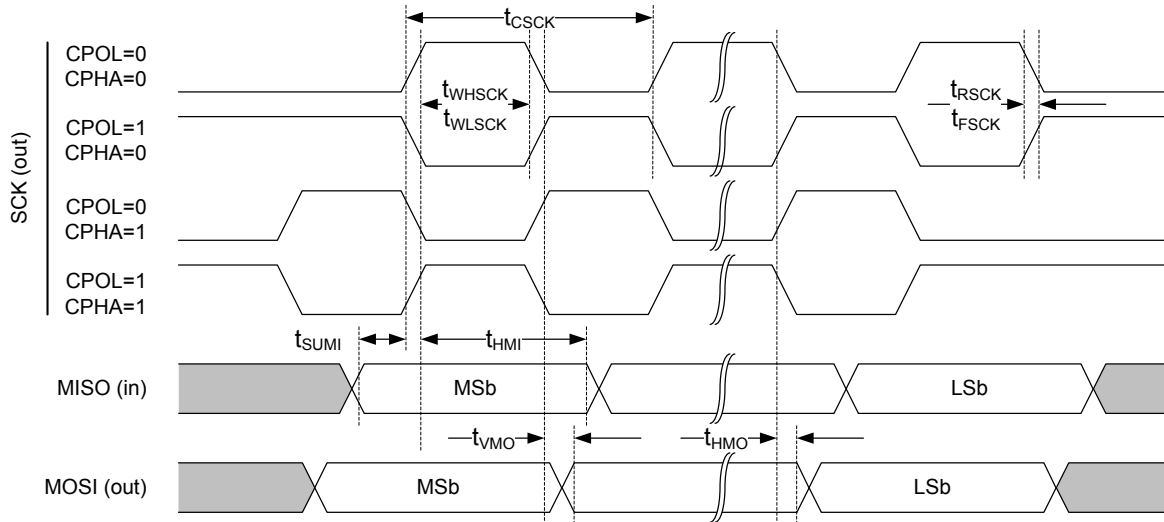 tCSCK
CPOL=0
CPHA=0
tWHSCK
tWLSCK
tRSCK
tFSCK
CPOL=1
CPHA=0
SCK (out)
CPOL=0
CPHA=1
CPOL=1
CPHA=1
tSUMI
tHMI
MISO (in)
MSb
LSb
tVMO
tHMO
MOSI (out)
MSb
LSb